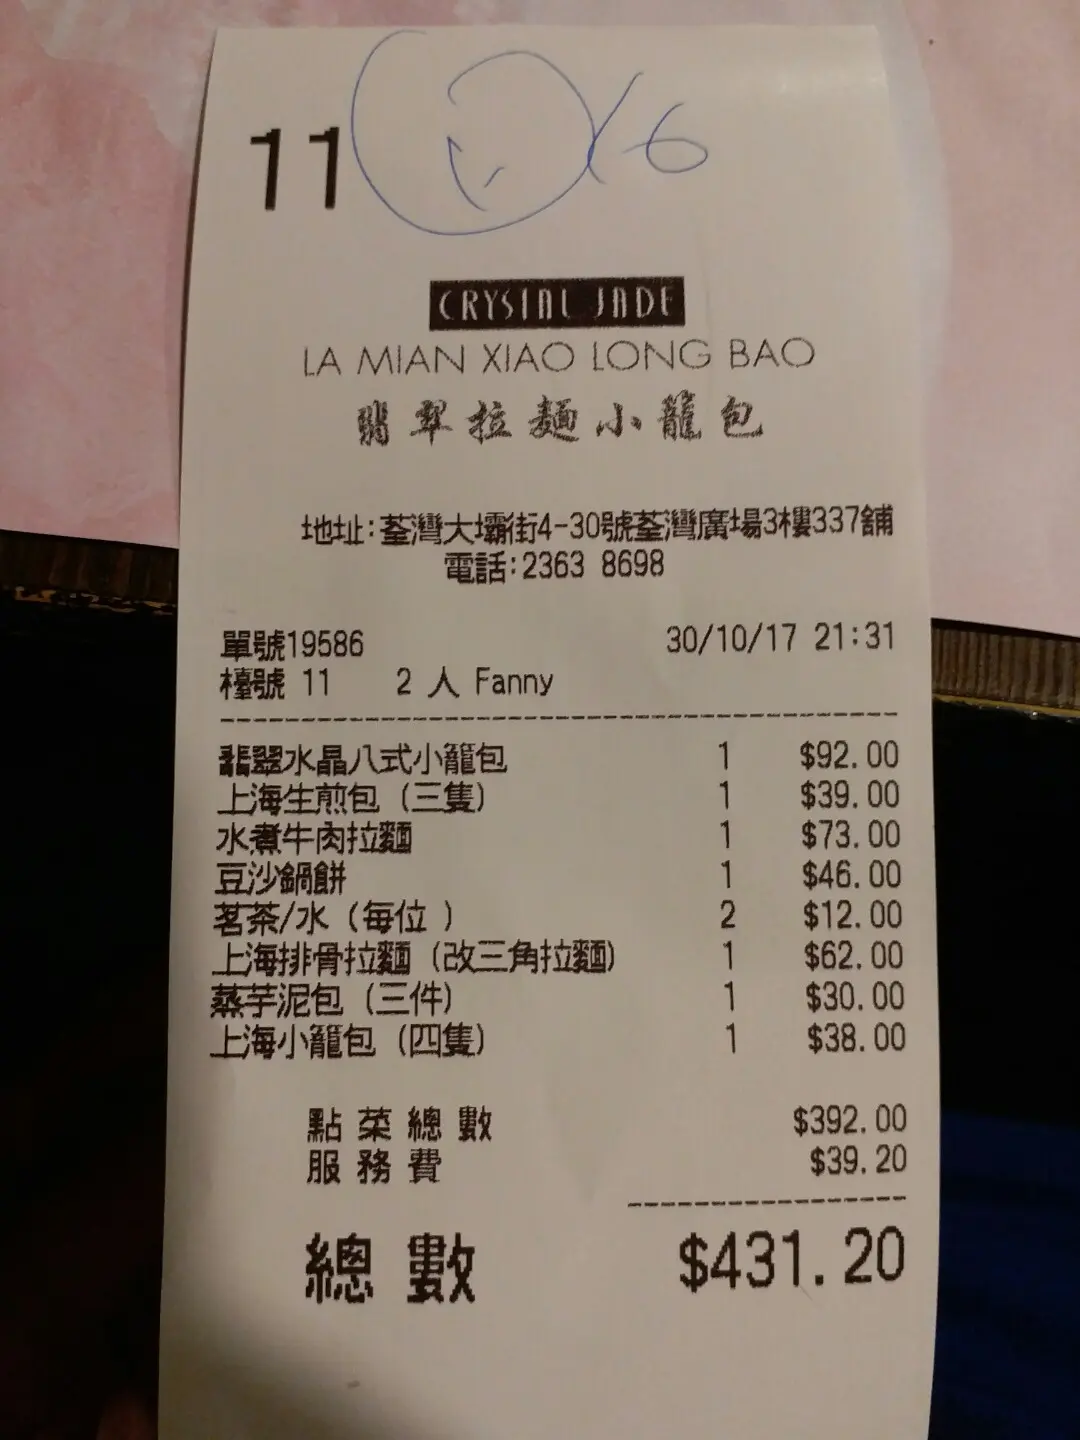 11
6
CRYSTAL JADE
LA MIAN XIAO LONG BAO
翡翠拉麵小籠包
地址:荃灣大壩街4-30號荃灣廣場3樓337舖
電話:2363 8698
單號19586 30/10/17 21:31
檯號 11 2 人 Fanny
翡翠水晶八式小籠包 1 $92.00
上海生煎包 (三隻) 1 $39.00
水煮牛肉拉麵 1 $73.00
豆沙鍋餅 1 $46.00
茗茶/水 (每位 ) 2 $12.00
上海排骨拉麵 (改三角拉麵) 1 $62.00
蒸芋泥包 (三件) 1 $30.00
上海小籠包 (四隻) 1 $38.00
點 菜 總 數 $392.00
服 務 費 $39.20
總 數 $431.20